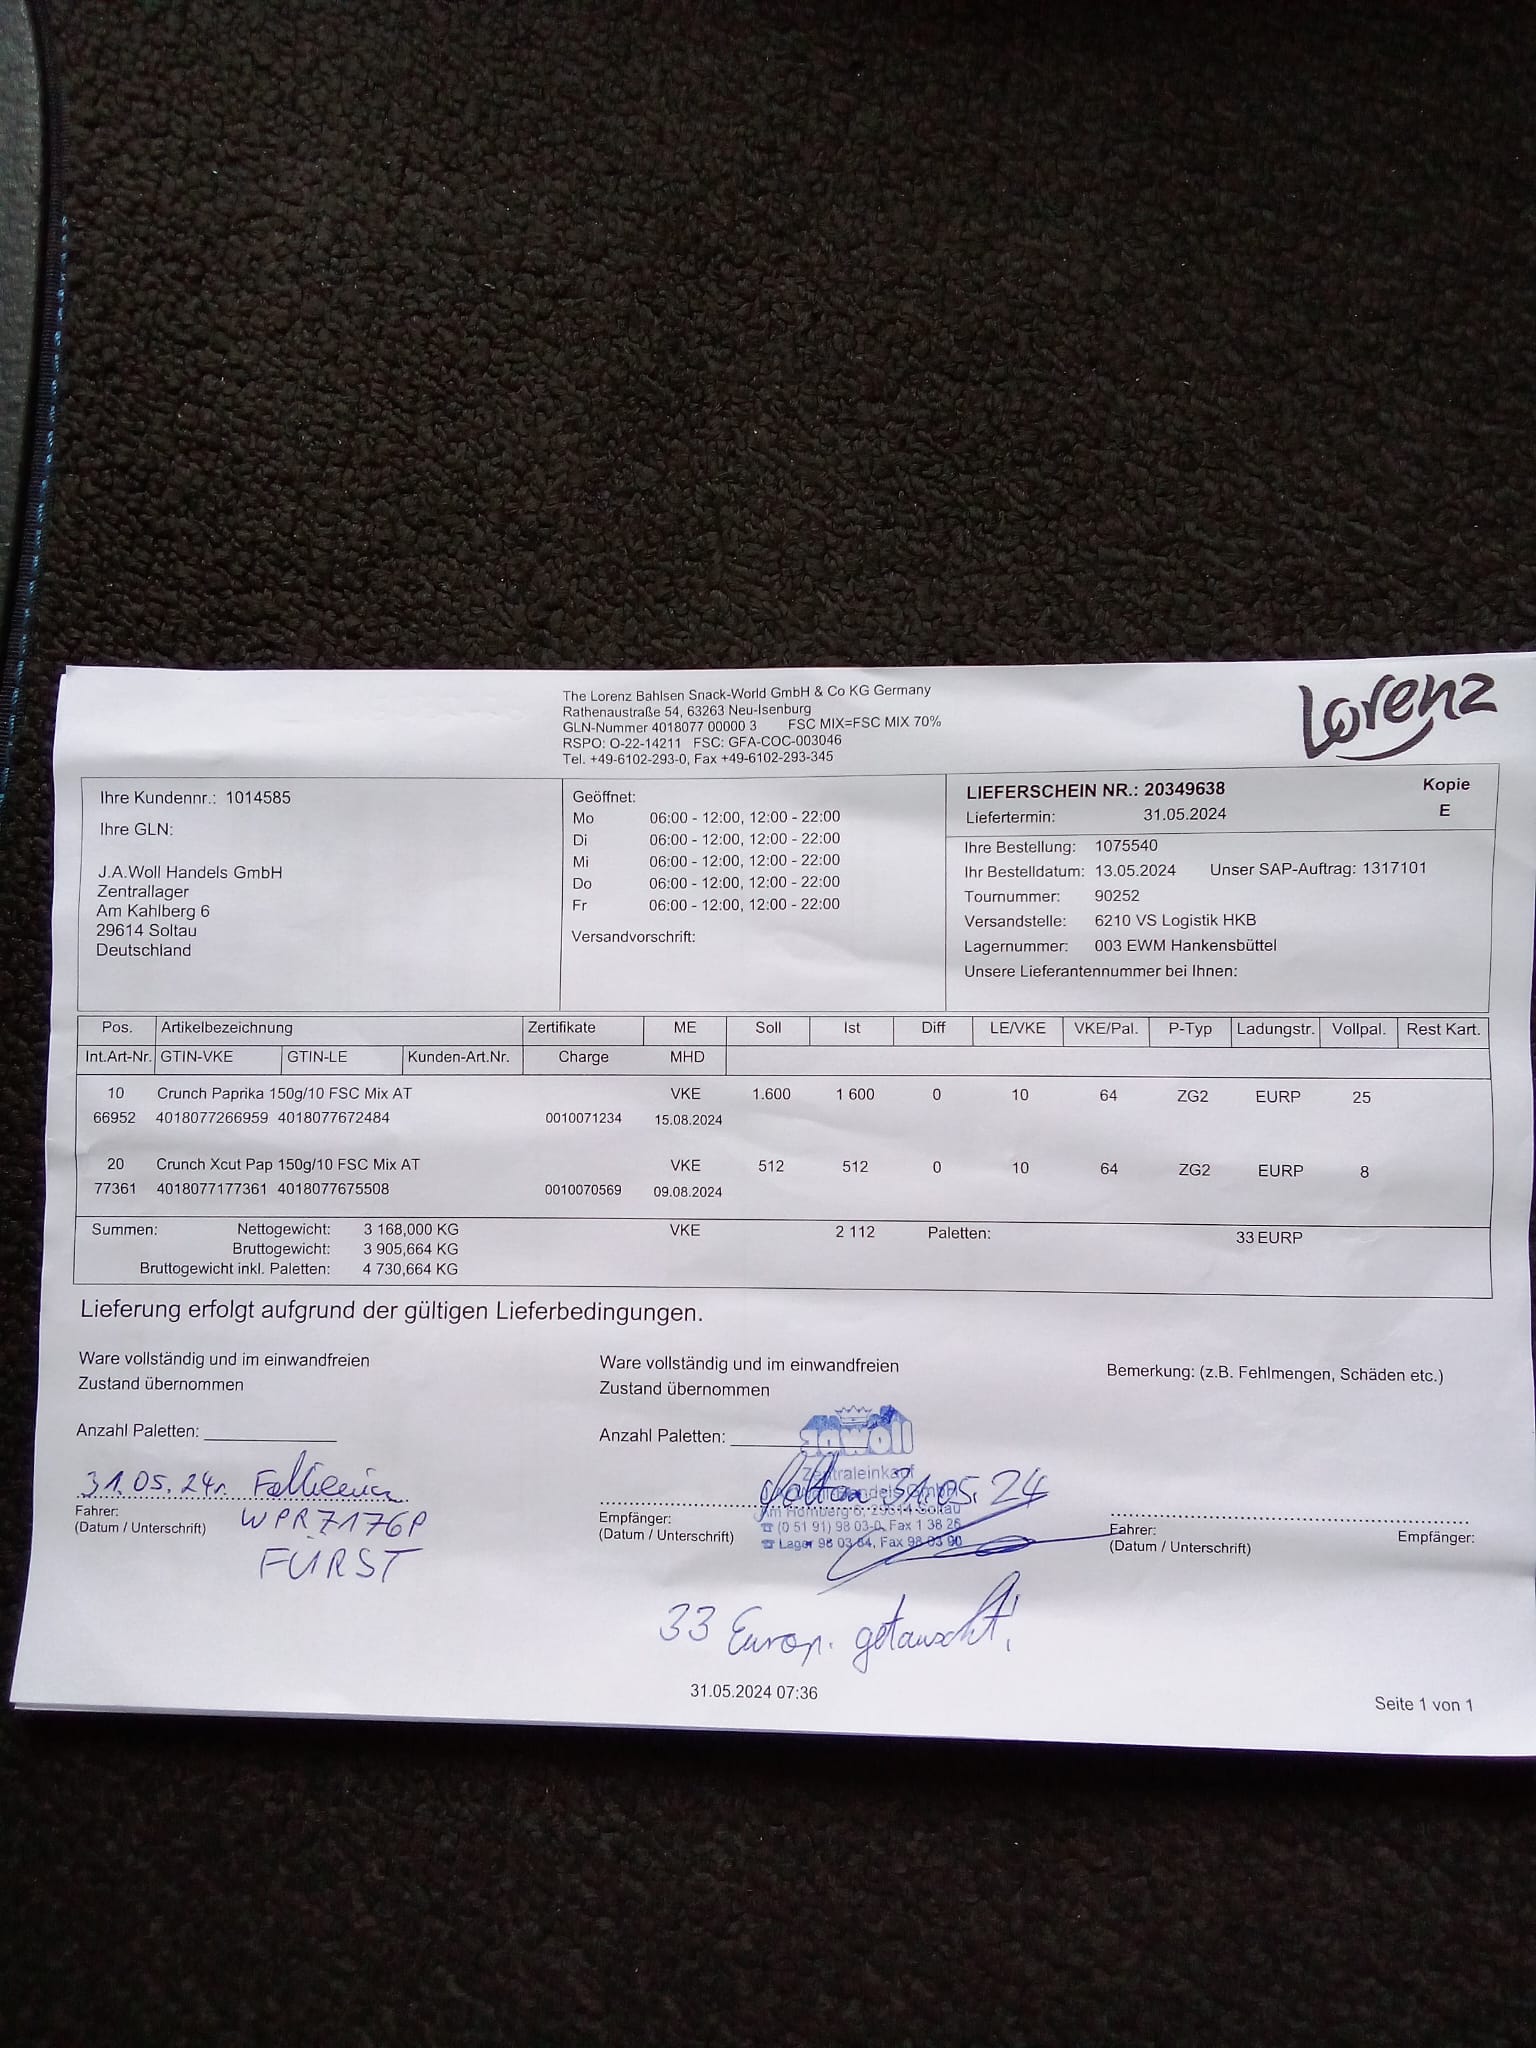 Lorenz
The Lorenz Bahlsen Snack-World GmbH & Co KG Germany
Rathenaustraße 54, 63263 Neu-Isenburg
GLN-Nummer 4018077 00000 3 FSC MIX=FSC MIX 70%
RSPO: O-22-14211 FSC: GFA-COC-003046
Tel. +49-6102-293-0, Fax +49-6102-293-345
Ihre Kundennr.: 1014585
Ihre GLN:
J.A.Woll Handels GmbH
Zentrallager
Am Kahlberg 6
29614 Soltau
Deutschland
Geöffnet:
Mo 06:00 - 12:00, 12:00 - 22:00
Di 06:00 - 12:00, 12:00 - 22:00
Mi 06:00 - 12:00, 12:00 - 22:00
Do 06:00 - 12:00, 12:00 - 22:00
Fr 06:00 - 12:00, 12:00 - 22:00
Versandvorschrift:
LIEFERSCHEIN NR.: 20349638 Kopie
Liefertermin: 31.05.2024 E
Ihre Bestellung: 1075540
Ihr Bestelldatum: 13.05.2024 Unser SAP-Auftrag: 1317101
Tournummer: 90252
Versandstelle: 6210 VS Logistik HKB
Lagernummer: 003 EWM Hankensbüttel
Unsere Lieferantennummer bei Ihnen:
Pos. Artikelbezeichnung Zertifikate ME Soll Ist Diff LE/VKE VKE/Pal. P-Typ Ladungstr. Vollpal. Rest Kart.
Int.Art-Nr. GTIN-VKE GTIN-LE Kunden-Art.Nr. Charge MHD
10 Crunch Paprika 150g/10 FSC Mix AT VKE 1.600 1 600 0 10 64 ZG2 EURP 25
66952 4018077266959 4018077672484 0010071234 15.08.2024
20 Crunch Xcut Pap 150g/10 FSC Mix AT VKE 512 512 0 10 64 ZG2 EURP 8
77361 4018077177361 4018077675508 0010070569 09.08.2024
Summen: Nettogewicht: 3 168,000 KG VKE 2 112 Paletten: 33 EURP
Bruttogewicht: 3 905,664 KG
Bruttogewicht inkl. Paletten: 4 730,664 KG
Lieferung erfolgt aufgrund der gültigen Lieferbedingungen.
Ware vollständig und im einwandfreien
Zustand übernommen
Anzahl Paletten:
31.05.24r.
Fahrer:
(Datum / Unterschrift)
WPR7176P
FURST
Ware vollständig und im einwandfreien
Zustand übernommen
Anzahl Paletten:
Jawoll
Zentraleinkauf
31.05.24
29614 Soltau
(0 51 91) 98 03-0, Fax 1 38 26
Lager 98 03 64, Fax 98 03 90
Empfänger:
(Datum / Unterschrift)
Bemerkung: (z.B. Fehlmengen, Schäden etc.)
Fahrer: Empfänger:
(Datum / Unterschrift)
33 Europ. getauscht!
31.05.2024 07:36
Seite 1 von 1